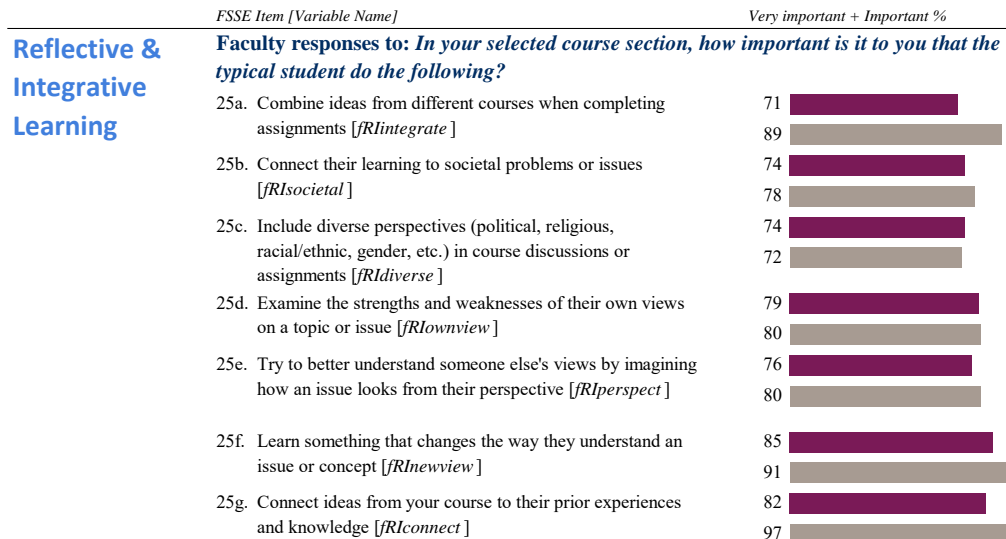 FSSE Item [Variable Name] Very important + Important %
Reflective &
Integrative
Learning
Faculty responses to: In your selected course section, how important is it to you that the
typical student do the following?
25a. Combine ideas from different courses when completing
assignments [fRIintegrate]
71
89
25b. Connect their learning to societal problems or issues
[fRIsocietal]
74
78
25c. Include diverse perspectives (political, religious,
racial/ethnic, gender, etc.) in course discussions or
assignments [fRIdiverse]
74
72
25d. Examine the strengths and weaknesses of their own views
on a topic or issue [fRIownview]
79
80
25e. Try to better understand someone else's views by imagining
how an issue looks from their perspective [fRIperspect]
76
80
25f. Learn something that changes the way they understand an
issue or concept [fRInewview]
85
91
25g. Connect ideas from your course to their prior experiences
and knowledge [fRIconnect]
82
97